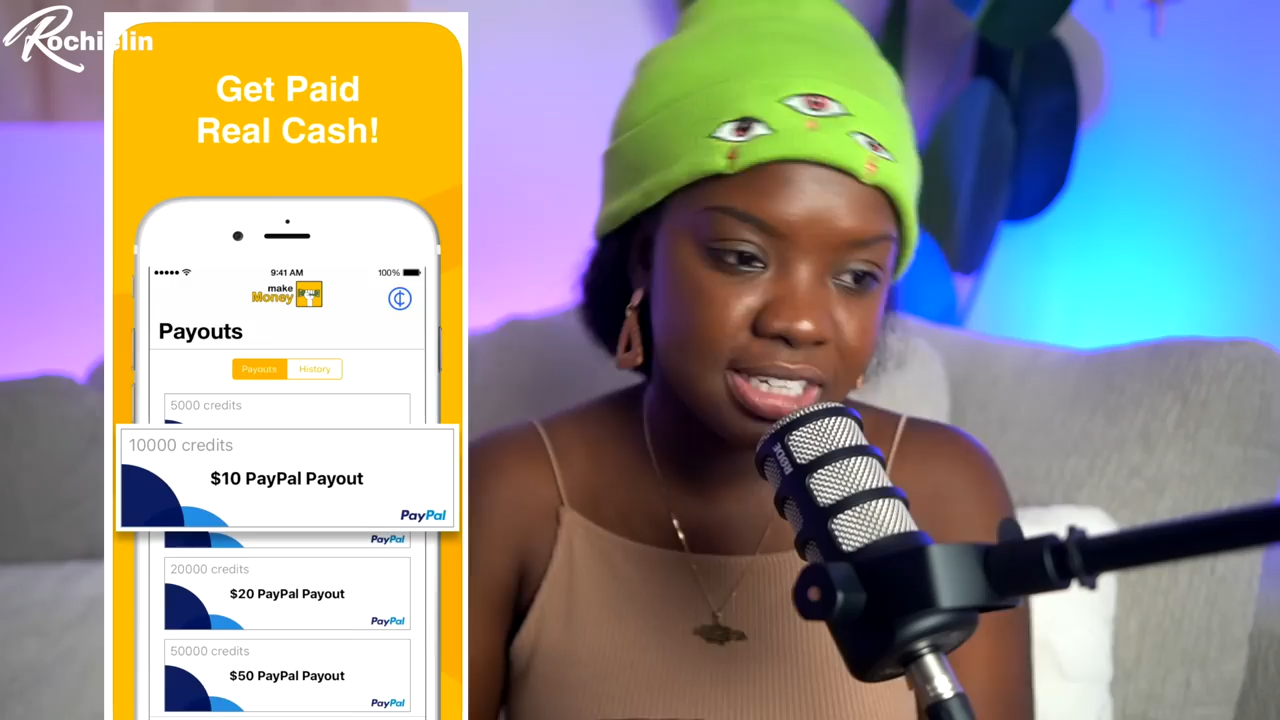 Rochielin
Get Paid
Real Cash!
9:41 AM
100%
make
Money
Payouts
Payouts
History
5000 credits
10000 credits
$10 PayPal Payout
PayPal
PayPal
20000 credits
$20 PayPal Payout
PayPal
50000 credits
$50 PayPal Payout
PayPal
RØDE